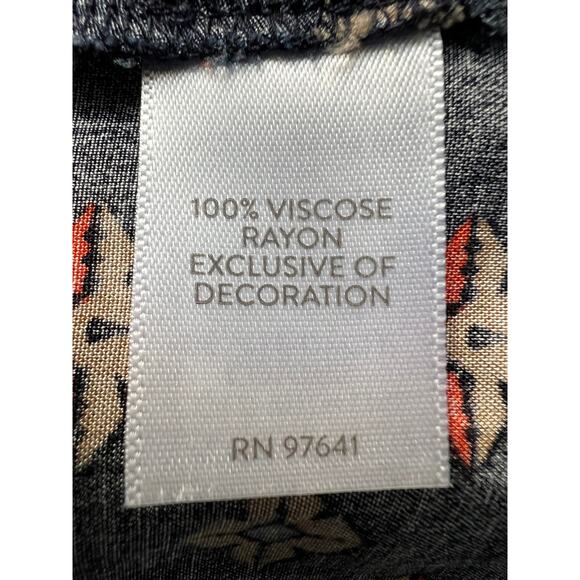 100% VISCOSE
RAYON
EXCLUSIVE OF
DECORATION
RN 97641